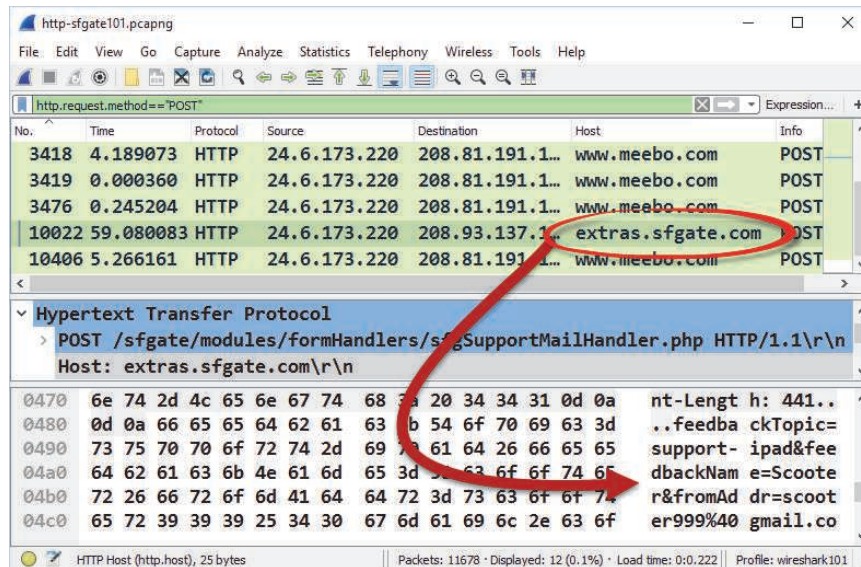 http-sfgate101.pcapng
File Edit View Go Capture Analyze Statistics Telephony Wireless Tools Help
http.request.method=="POST" Expression... +
No. Time Protocol Source Destination Host Info
3418 4.189073 HTTP 24.6.173.220 208.81.191.1… www.meebo.com POST
3419 0.000360 HTTP 24.6.173.220 208.81.191.1… www.meebo.com POST
3476 0.245204 HTTP 24.6.173.220 208.81.191.1… www.meebo.com POST
10022 59.080083 HTTP 24.6.173.220 208.93.137.1… extras.sfgate.com POST
10406 5.266161 HTTP 24.6.173.220 208.81.191.1… www.meebo.com POST
Hypertext Transfer Protocol
POST /sfgate/modules/formHandlers/sfgSupportMailHandler.php HTTP/1.1\r\n
Host: extras.sfgate.com\r\n
0470 6e 74 2d 4c 65 6e 67 74 68 3a 20 34 34 31 0d 0a nt-Lengt h: 441..
0480 0d 0a 66 65 65 64 62 61 63 6b 54 6f 70 69 63 3d ..feedba ckTopic=
0490 73 75 70 70 6f 72 74 2d 69 70 61 64 26 66 65 65 support- ipad&fee
04a0 64 62 61 63 6b 4e 61 6d 65 3d 53 63 6f 6f 74 65 dbackNam e=Scoote
04b0 72 26 66 72 6f 6d 41 64 64 72 3d 73 63 6f 6f 74 r&fromAd dr=scoot
04c0 65 72 39 39 39 25 34 30 67 6d 61 69 6c 2e 63 6f er999%40 gmail.co
HTTP Host (http.host), 25 bytes Packets: 11678 · Displayed: 12 (0.1%) · Load time: 0:0.222 Profile: wireshark101